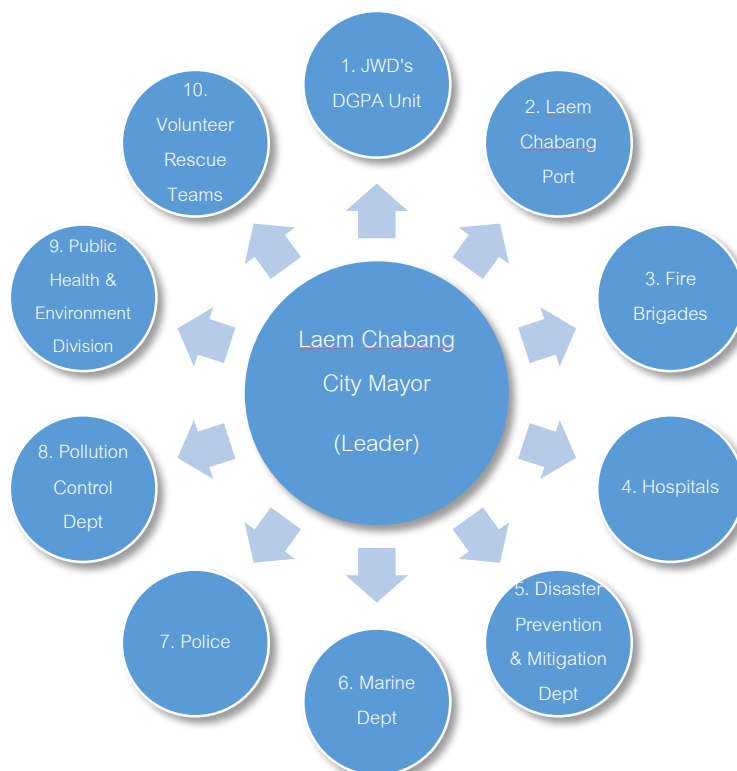 1. JWD's
DGPA Unit
2. Laem
Chabang
Port
3. Fire
Brigades
4. Hospitals
5. Disaster
Prevention
& Mitigation
Dept
6. Marine
Dept
7. Police
8. Pollution
Control
Dept
9. Public
Health &
Environment
Division
10.
Volunteer
Rescue
Teams
Laem Chabang
City Mayor
(Leader)